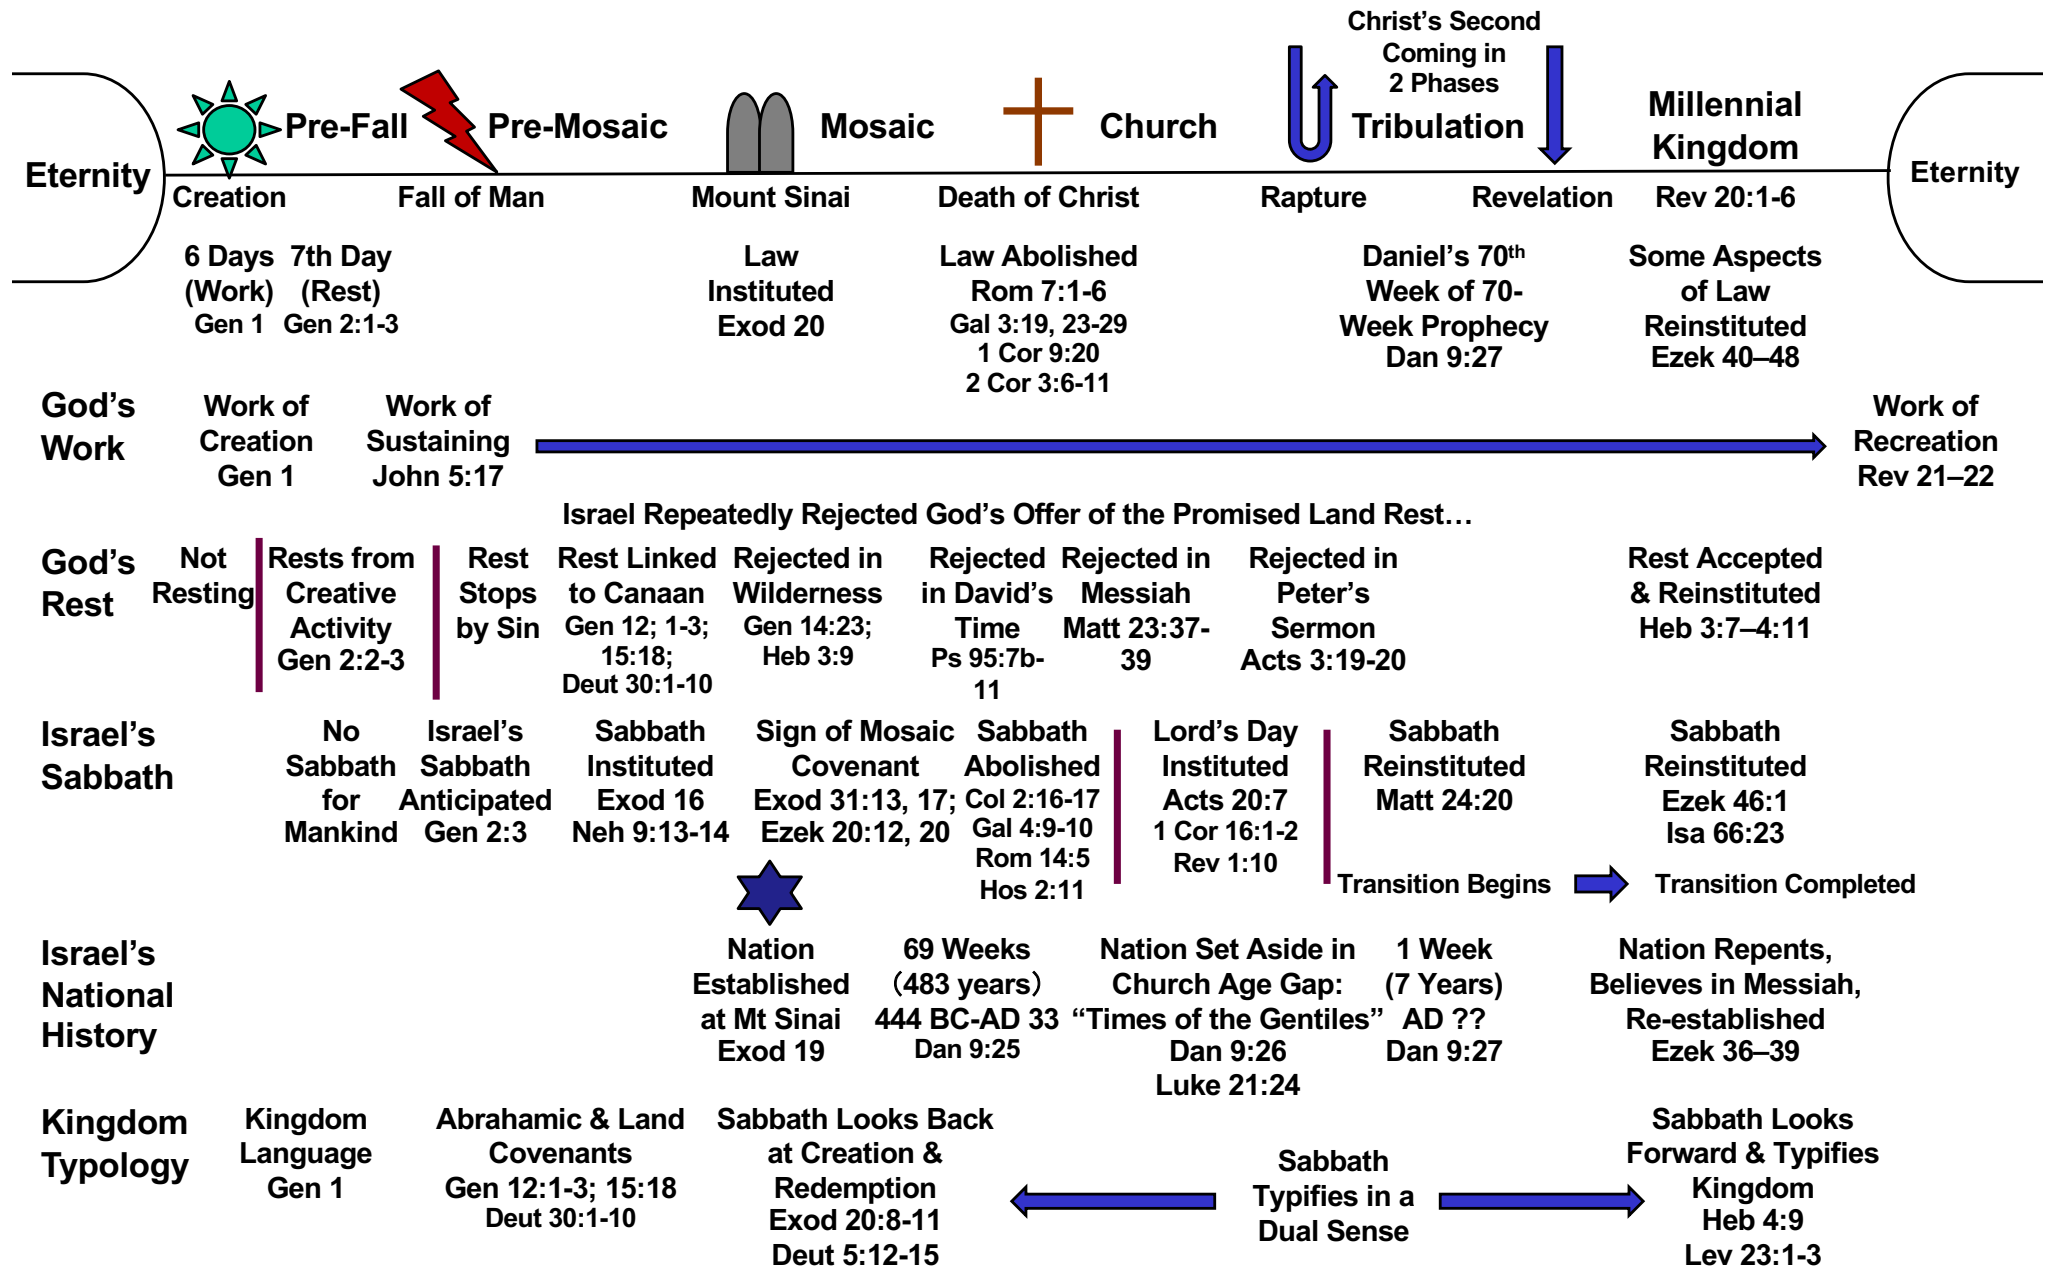 Christ’s Second
Coming in
2 Phases
Eternity
Pre-Fall
Pre-Mosaic
Mosaic
Church
Tribulation
Millennial
Kingdom
Eternity
Creation
Fall of Man
Mount Sinai
Death of Christ
Rapture
Revelation
Rev 20:1-6
6 Days
(Work)
Gen 1
7th Day
(Rest)
Gen 2:1-3
Law
Instituted
Exod 20
Law Abolished
Rom 7:1-6
Gal 3:19, 23-29
1 Cor 9:20
2 Cor 3:6-11
Daniel’s 70th
Week of 70-
Week Prophecy
Dan 9:27
Some Aspects
of Law
Reinstituted
Ezek 40–48
God’s
Work
Work of
Creation
Gen 1
Work of
Sustaining
John 5:17
Work of
Recreation
Rev 21–22
Israel Repeatedly Rejected God’s Offer of the Promised Land Rest…
God’s
Rest
Not
Resting
Rests from
Creative
Activity
Gen 2:2-3
Rest
Stops
by Sin
Rest Linked
to Canaan
Gen 12; 1-3;
15:18;
Deut 30:1-10
Rejected in
Wilderness
Gen 14:23;
Heb 3:9
Rejected
in David’s
Time
Ps 95:7b-
11
Rejected in
Messiah
Matt 23:37-
39
Rejected in
Peter’s
Sermon
Acts 3:19-20
Rest Accepted
& Reinstituted
Heb 3:7–4:11
Israel’s
Sabbath
No
Sabbath
for
Mankind
Israel’s
Sabbath
Anticipated
Gen 2:3
Sabbath
Instituted
Exod 16
Neh 9:13-14
Sign of Mosaic
Covenant
Exod 31:13, 17;
Ezek 20:12, 20
Sabbath
Abolished
Col 2:16-17
Gal 4:9-10
Rom 14:5
Hos 2:11
Lord’s Day
Instituted
Acts 20:7
1 Cor 16:1-2
Rev 1:10
Sabbath
Reinstituted
Matt 24:20
Sabbath
Reinstituted
Ezek 46:1
Isa 66:23
Transition Begins
Transition Completed
Israel’s
National
History
Nation
Established
at Mt Sinai
Exod 19
69 Weeks
（483 years）
444 BC-AD 33
Dan 9:25
Nation Set Aside in
Church Age Gap:
“Times of the Gentiles”
Dan 9:26
Luke 21:24
1 Week
(7 Years)
AD ??
Dan 9:27
Nation Repents,
Believes in Messiah,
Re-established
Ezek 36–39
Kingdom
Typology
Kingdom
Language
Gen 1
Abrahamic & Land
Covenants
Gen 12:1-3; 15:18
Deut 30:1-10
Sabbath Looks Back
at Creation &
Redemption
Exod 20:8-11
Deut 5:12-15
Sabbath
Typifies in a
Dual Sense
Sabbath Looks
Forward & Typifies
Kingdom
Heb 4:9
Lev 23:1-3